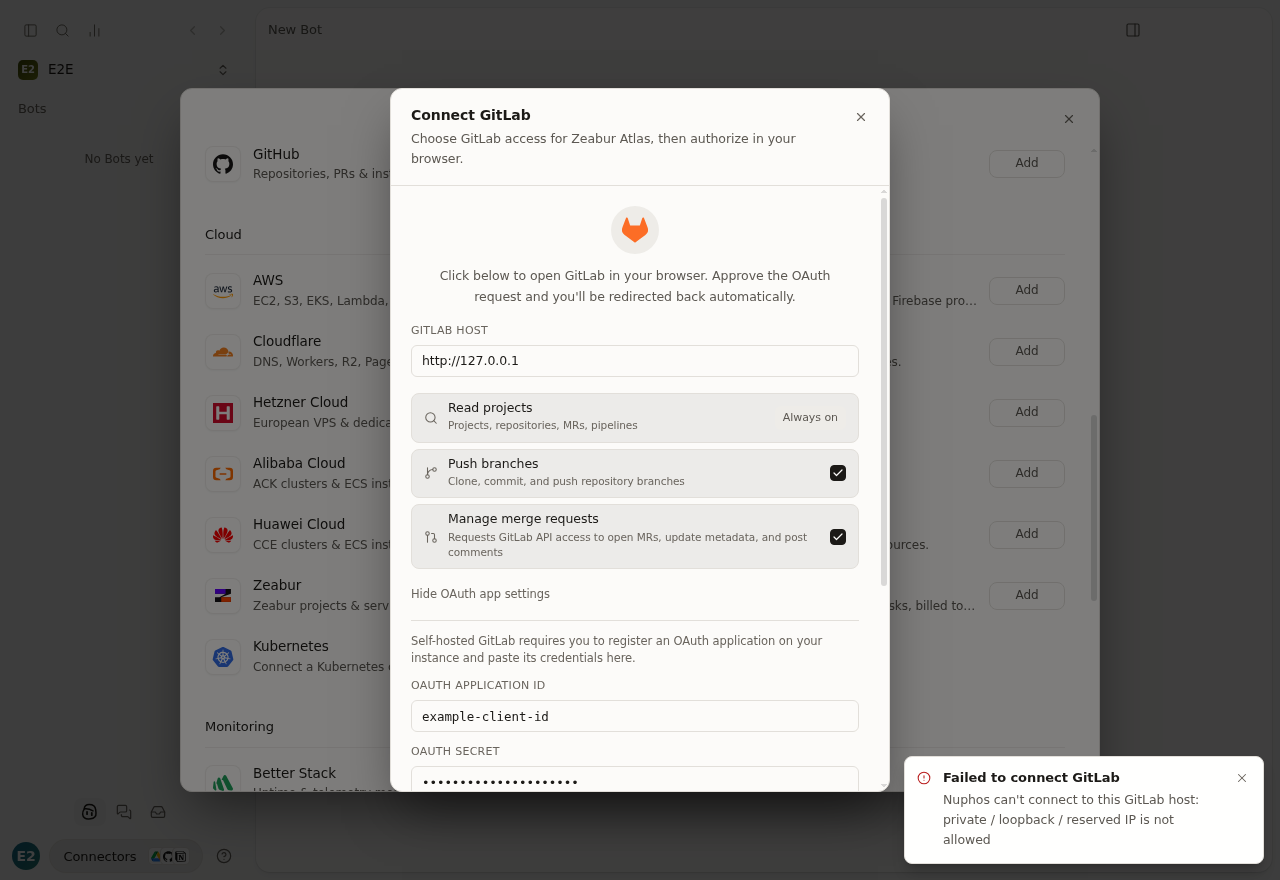 New Bot
E2 E2E
Bots
No Bots yet
GitHub
Repositories, PRs & ins
Add
Cloud
AWS
EC2, S3, EKS, Lambda,
Firebase pro…
Add
Cloudflare
DNS, Workers, R2, Page
Add
Hetzner Cloud
European VPS & dedica
Add
Alibaba Cloud
ACK clusters & ECS inst
Add
Huawei Cloud
CCE clusters & ECS inst
Add
Zeabur
Zeabur projects & serv
billed to…
Add
Kubernetes
Connect a Kubernetes
Monitoring
Better Stack
Connect GitLab
Choose GitLab access for Zeabur Atlas, then authorize in your
browser.
Click below to open GitLab in your browser. Approve the OAuth
request and you'll be redirected back automatically.
GITLAB HOST
http://127.0.0.1
Read projects
Projects, repositories, MRs, pipelines
Always on
Push branches
Clone, commit, and push repository branches
Manage merge requests
Requests GitLab API access to open MRs, update metadata, and post
comments
Hide OAuth app settings
Self-hosted GitLab requires you to register an OAuth application on your
instance and paste its credentials here.
OAUTH APPLICATION ID
example-client-id
OAUTH SECRET
•••••••••••••••••••••
Failed to connect GitLab
Nuphos can't connect to this GitLab host:
private / loopback / reserved IP is not
allowed
E2 Connectors